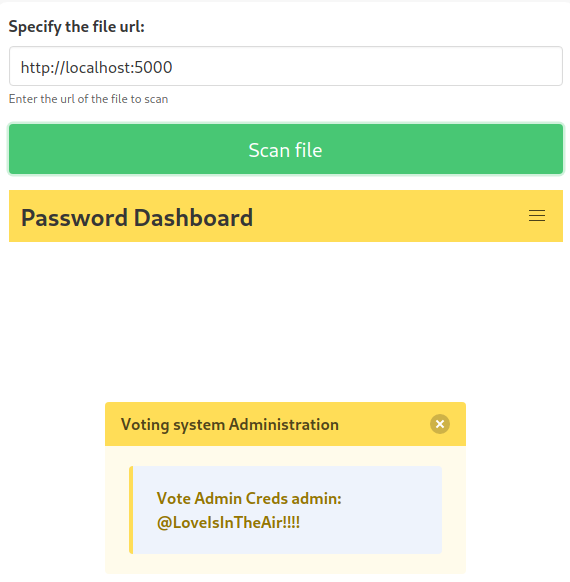 Specify the file url:
http://localhost:5000
Enter the url of the file to scan
Scan file
Password Dashboard
Voting system Administration
Vote Admin Creds admin:
@LoveIsInTheAir!!!!